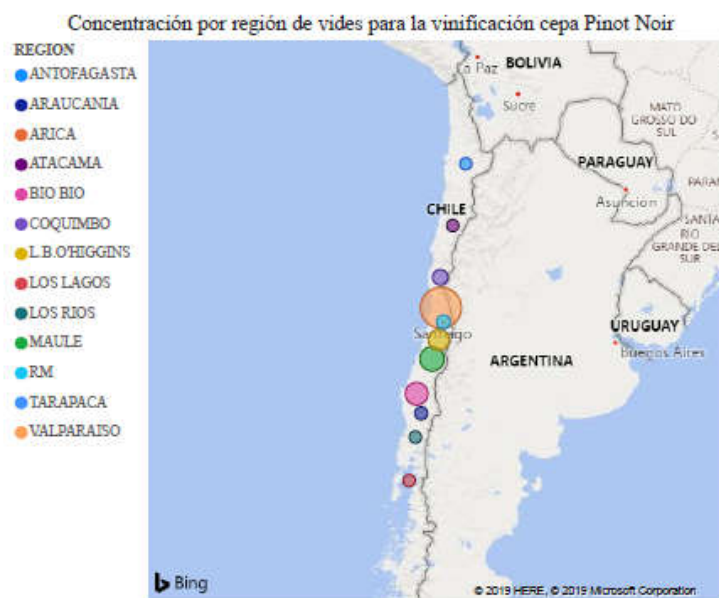 Concentración por región de vides para la vinificación cepa Pinot Noir
REGION
ANTOFAGASTA
ARAUCANIA
ARICA
ATACAMA
BIO BIO
COQUIMBO
L.B.O'HIGGINS
LOS LAGOS
LOS RIOS
MAULE
RM
TARAPACA
VALPARAISO
La Paz
BOLIVIA
Sucre
MATO
GROSSO DO
SUL
PARAGUAY
Asunción
CHILE
SANTA
RIO
GRANDE DEL
SUR
Santiago
URUGUAY
Buenos Aires
ARGENTINA
Bing
© 2019 HERE, © 2019 Microsoft Corporation